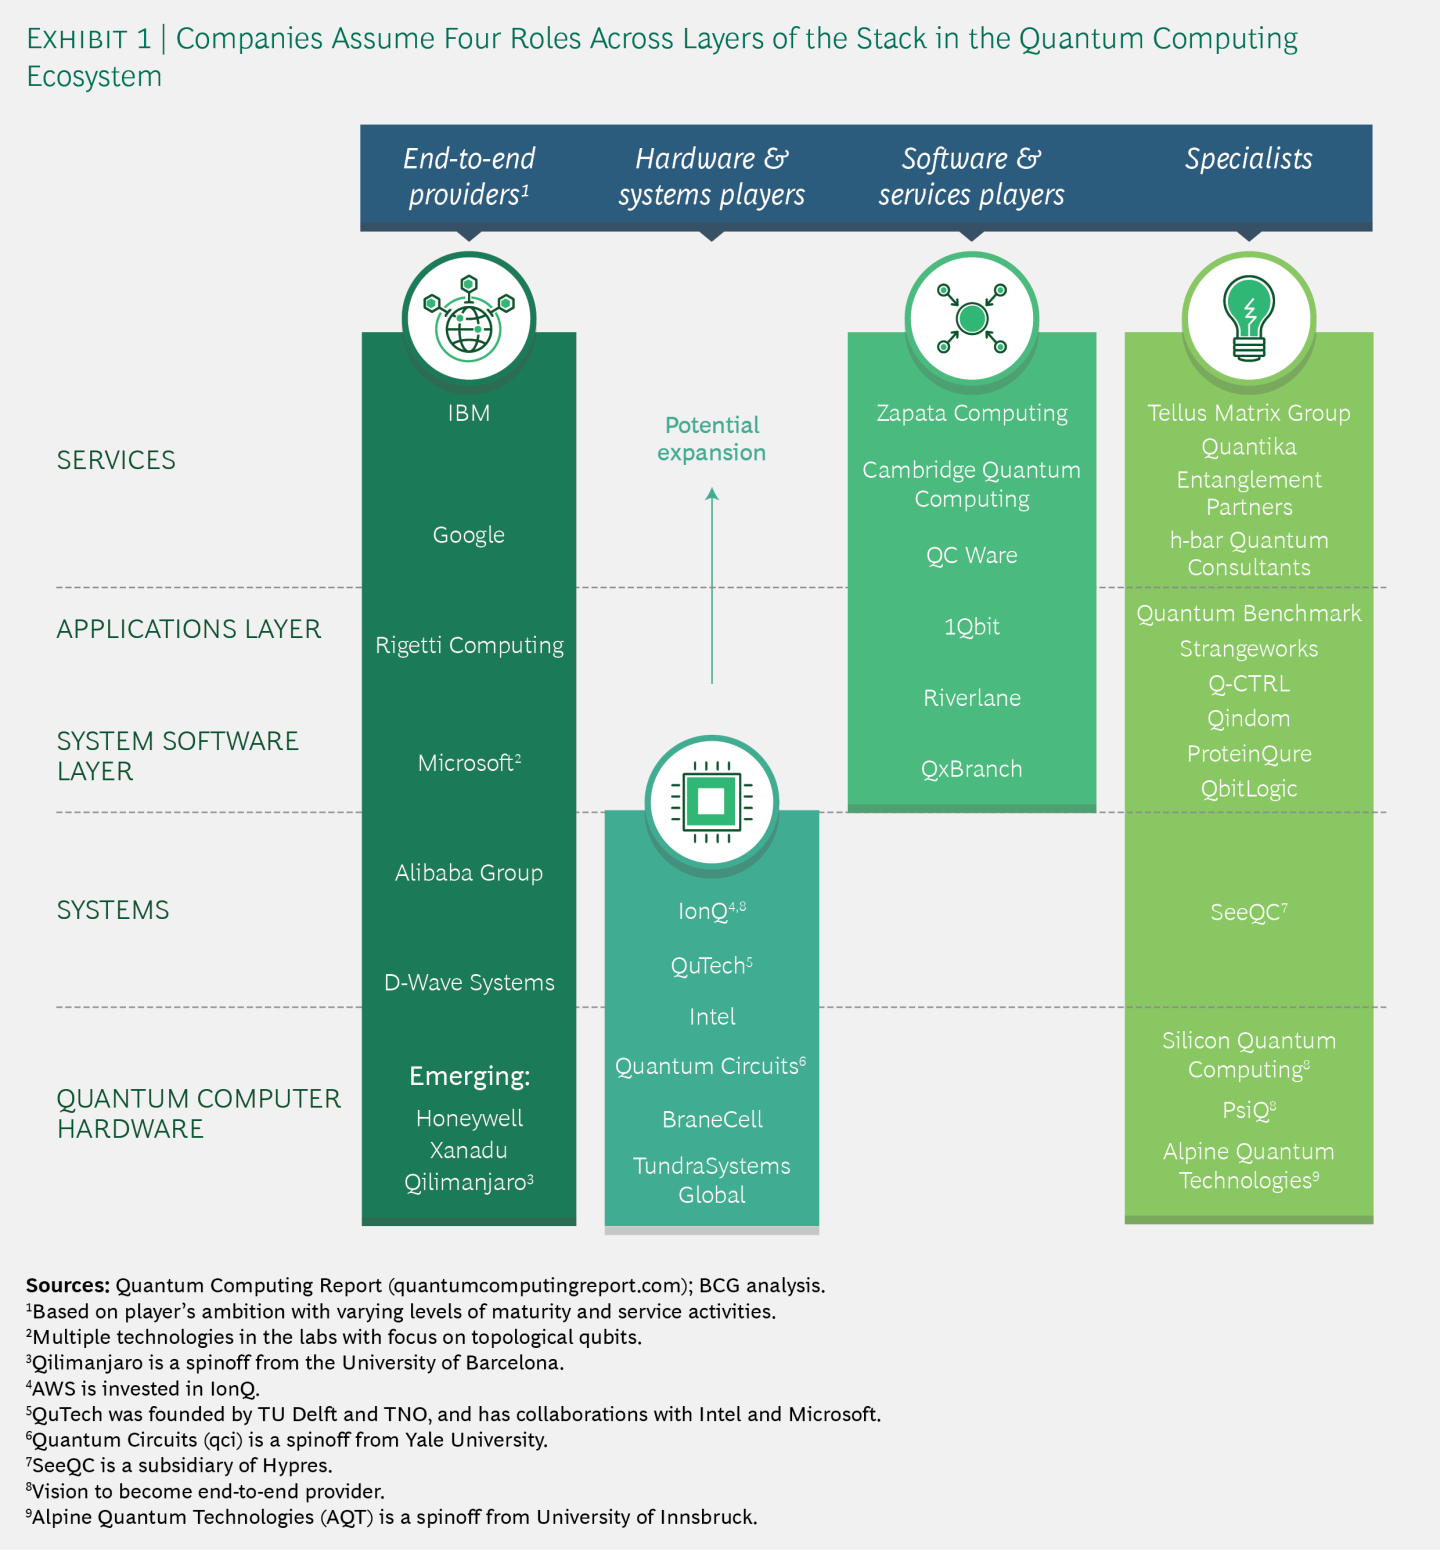 EXHIBIT 1 | Companies Assume Four Roles Across Layers of the Stack in the Quantum Computing
Ecosystem
End-to-end
providers¹
Hardware &
systems players
Software &
services players
Specialists
SERVICES
APPLICATIONS LAYER
SYSTEM SOFTWARE
LAYER
SYSTEMS
QUANTUM COMPUTER
HARDWARE
IBM
Google
Rigetti Computing
Microsoft²
Alibaba Group
D-Wave Systems
Emerging:
Honeywell
Xanadu
Qilimanjaro³
Potential
expansion
IonQ⁴,⁸
QuTech⁵
Intel
Quantum Circuits⁶
BraneCell
TundraSystems
Global
Zapata Computing
Cambridge Quantum
Computing
QC Ware
1Qbit
Riverlane
QxBranch
Tellus Matrix Group
Quantika
Entanglement
Partners
h-bar Quantum
Consultants
Quantum Benchmark
Strangeworks
Q-CTRL
Qindom
ProteinQure
QbitLogic
SeeQC⁷
Silicon Quantum
Computing⁸
PsiQ⁸
Alpine Quantum
Technologies⁹
Sources: Quantum Computing Report (quantumcomputingreport.com); BCG analysis.
¹Based on player's ambition with varying levels of maturity and service activities.
²Multiple technologies in the labs with focus on topological qubits.
³Qilimanjaro is a spinoff from the University of Barcelona.
⁴AWS is invested in IonQ.
⁵QuTech was founded by TU Delft and TNO, and has collaborations with Intel and Microsoft.
⁶Quantum Circuits (qci) is a spinoff from Yale University.
⁷SeeQC is a subsidiary of Hypres.
⁸Vision to become end-to-end provider.
⁹Alpine Quantum Technologies (AQT) is a spinoff from University of Innsbruck.